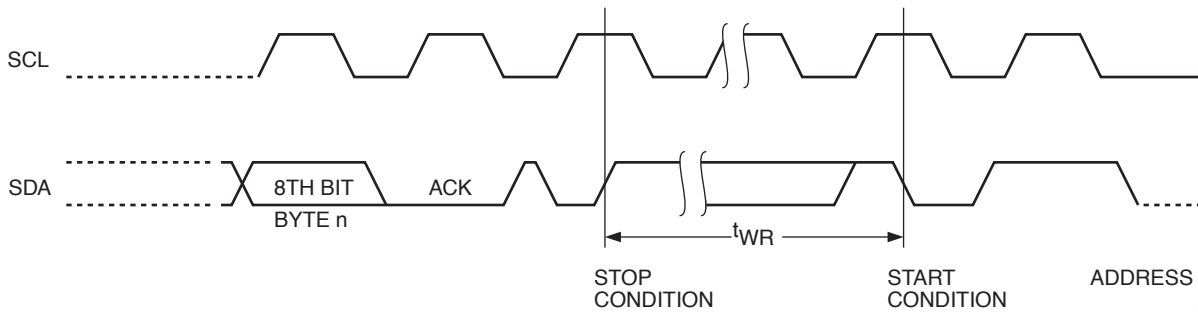 SCL
SDA
8TH BIT
BYTE n
ACK
tWR
STOP
CONDITION
START
CONDITION
ADDRESS